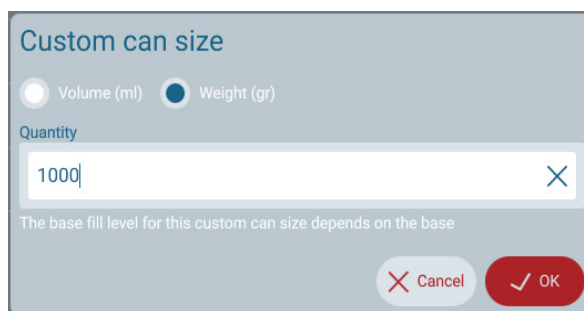 Custom can size
Volume (ml) Weight (gr)
Quantity
1000
The base fill level for this custom can size depends on the base
Cancel OK